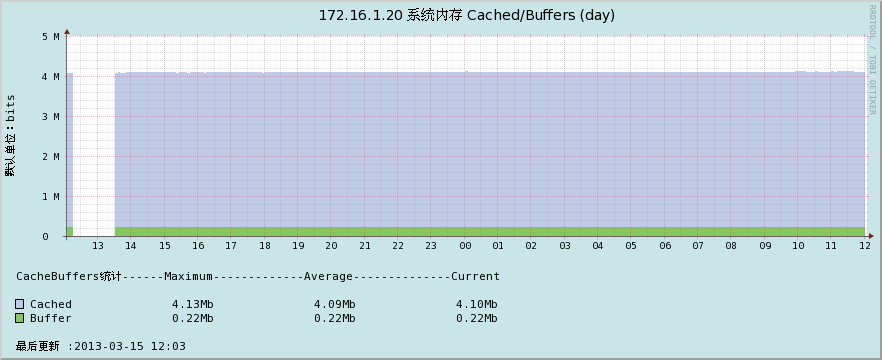 172.16.1.20 系统内存 Cached/Buffers (day)
RRDTOOL / TOBI OETIKER
默认单位：bits
5 M
4 M
3 M
2 M
1 M
0
13 14 15 16 17 18 19 20 21 22 23 00 01 02 03 04 05 06 07 08 09 10 11 12
CacheBuffers统计------Maximum-------------Average--------------Current
Cached 4.13Mb 4.09Mb 4.10Mb
Buffer 0.22Mb 0.22Mb 0.22Mb
最后更新 :2013-03-15 12:03